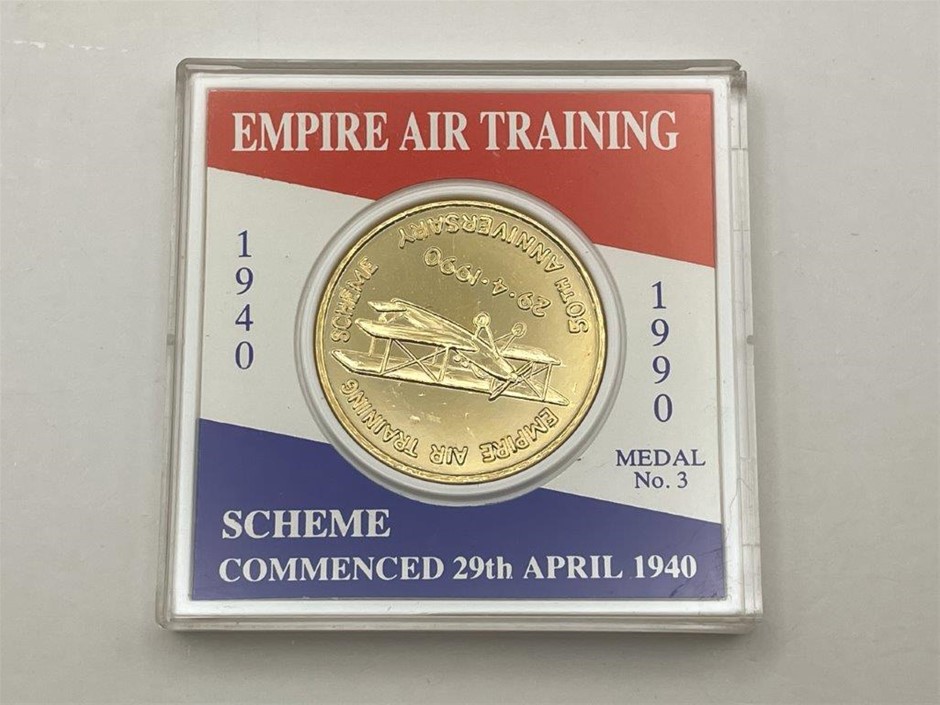 EMPIRE AIR TRAINING
1940
1990
MEDAL
No. 3
SCHEME
COMMENCED 29th APRIL 1940
EMPIRE AIR TRAINING SCHEME
50TH ANNIVERSARY
29·4·1990